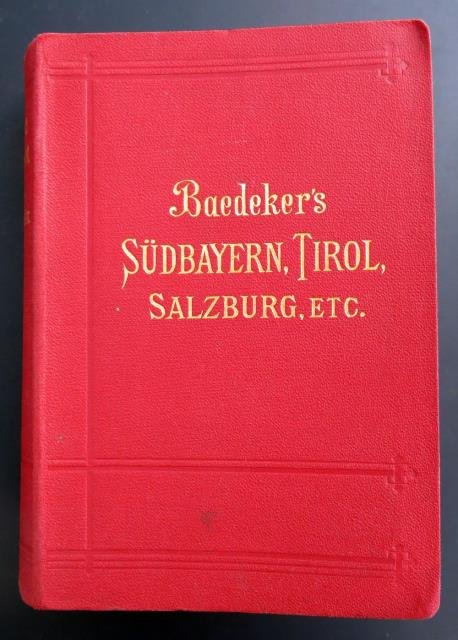 Baedeker's
SÜDBAYERN, TIROL,
SALZBURG, ETC.